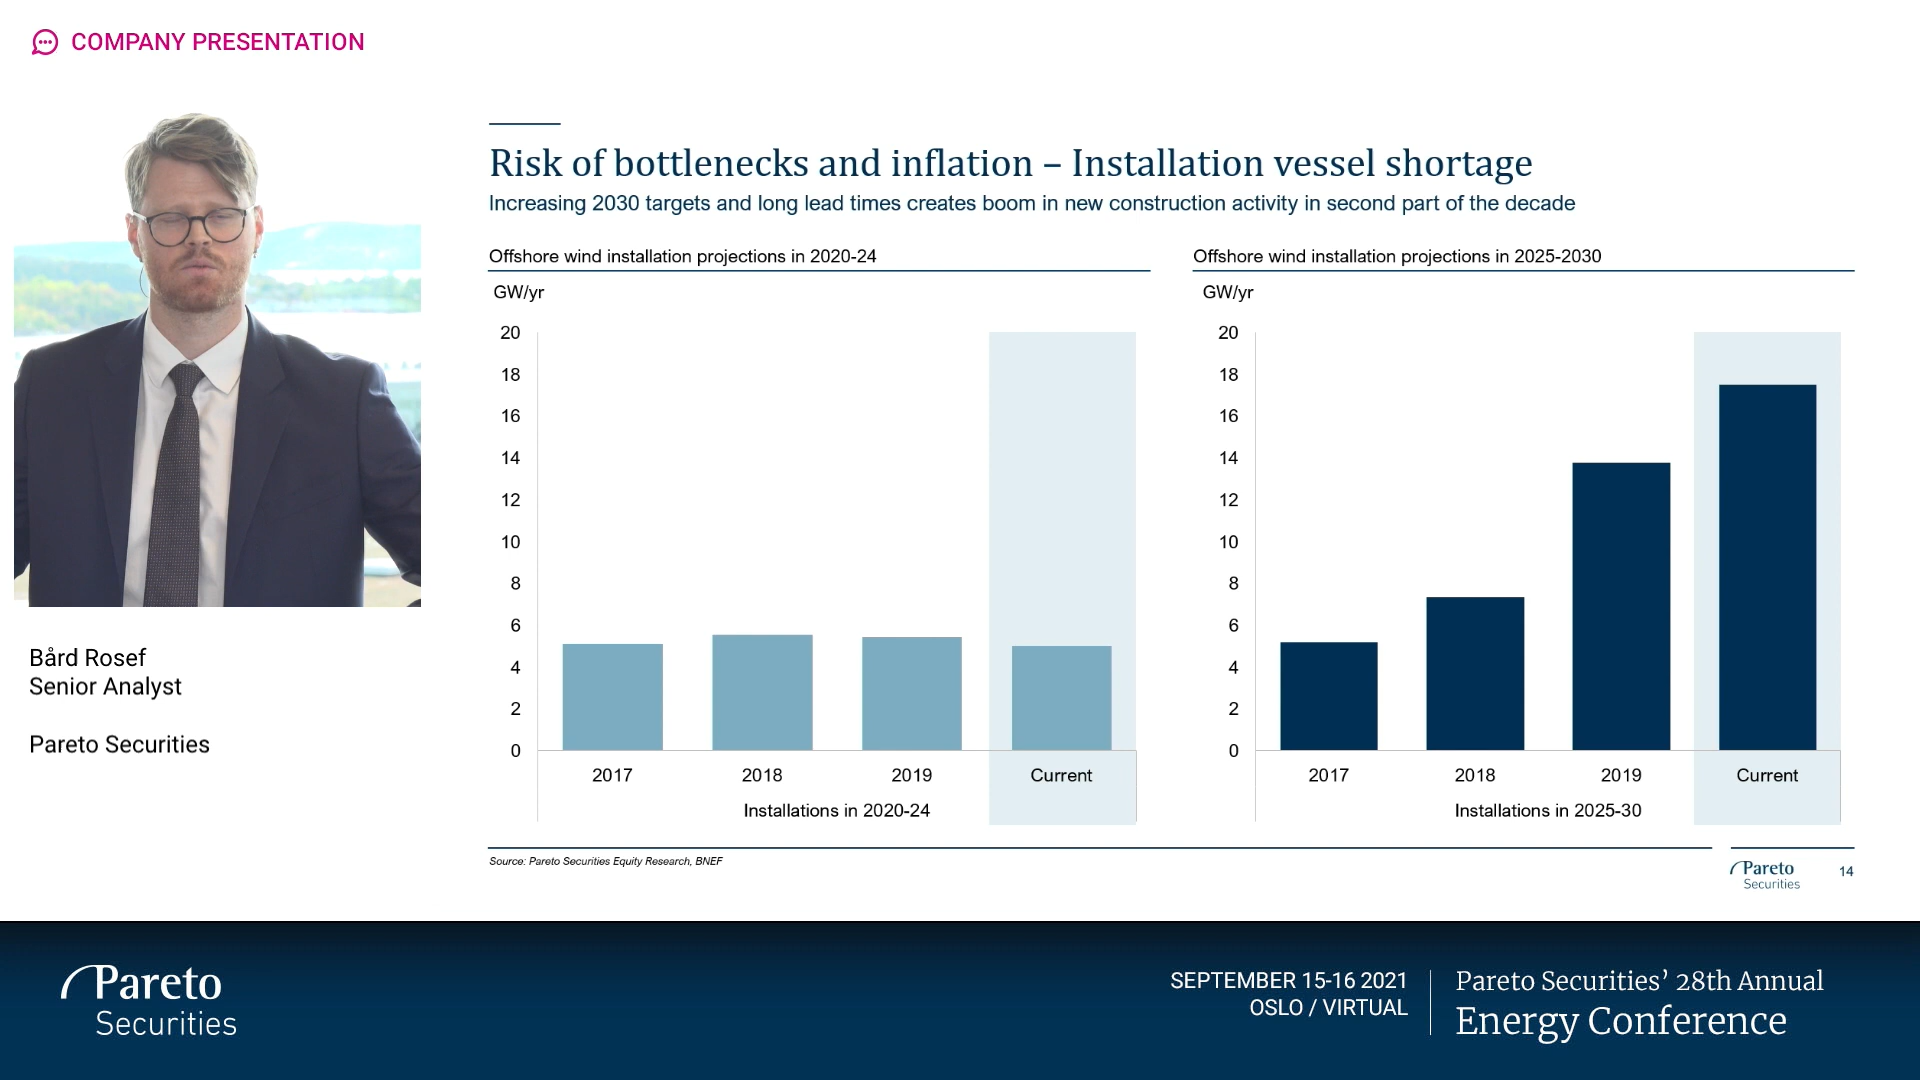 COMPANY PRESENTATION
Bård Rosef
Senior Analyst
Pareto Securities
Risk of bottlenecks and inflation – Installation vessel shortage
Increasing 2030 targets and long lead times creates boom in new construction activity in second part of the decade
Offshore wind installation projections in 2020-24
GW/yr
20
18
16
14
12
10
8
6
4
2
0
2017 2018 2019 Current
Installations in 2020-24
Offshore wind installation projections in 2025-2030
GW/yr
20
18
16
14
12
10
8
6
4
2
0
2017 2018 2019 Current
Installations in 2025-30
Source: Pareto Securities Equity Research, BNEF
Pareto
Securities
14
Pareto
Securities
SEPTEMBER 15-16 2021
OSLO / VIRTUAL
Pareto Securities’ 28th Annual
Energy Conference